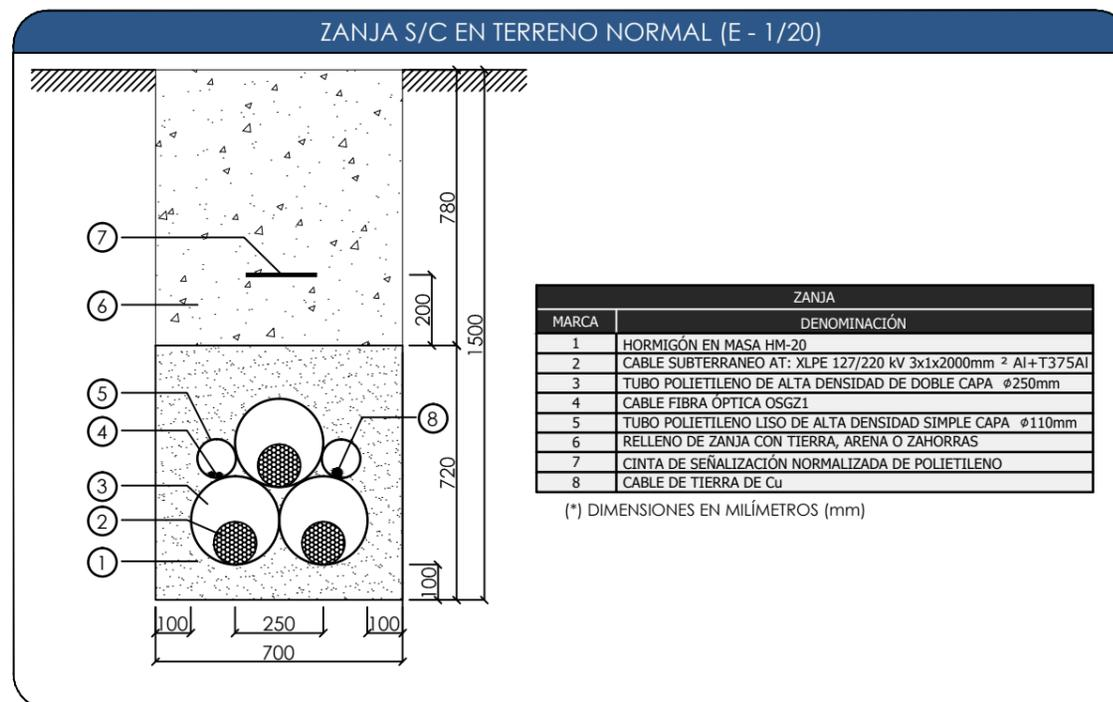 ZANJA S/C EN TERRENO NORMAL (E - 1/20)
7
6
5
4
3
2
1
8
780
200
1500
720
100
100
250
100
700
ZANJA
MARCA DENOMINACIÓN
1 HORMIGÓN EN MASA HM-20
2 CABLE SUBTERRANEO AT: XLPE 127/220 kV 3x1x2000mm ² Al+T375Al
3 TUBO POLIETILENO DE ALTA DENSIDAD DE DOBLE CAPA ϕ250mm
4 CABLE FIBRA ÓPTICA OSGZ1
5 TUBO POLIETILENO LISO DE ALTA DENSIDAD SIMPLE CAPA ϕ110mm
6 RELLENO DE ZANJA CON TIERRA, ARENA O ZAHORRAS
7 CINTA DE SEÑALIZACIÓN NORMALIZADA DE POLIETILENO
8 CABLE DE TIERRA DE Cu
(*) DIMENSIONES EN MILÍMETROS (mm)